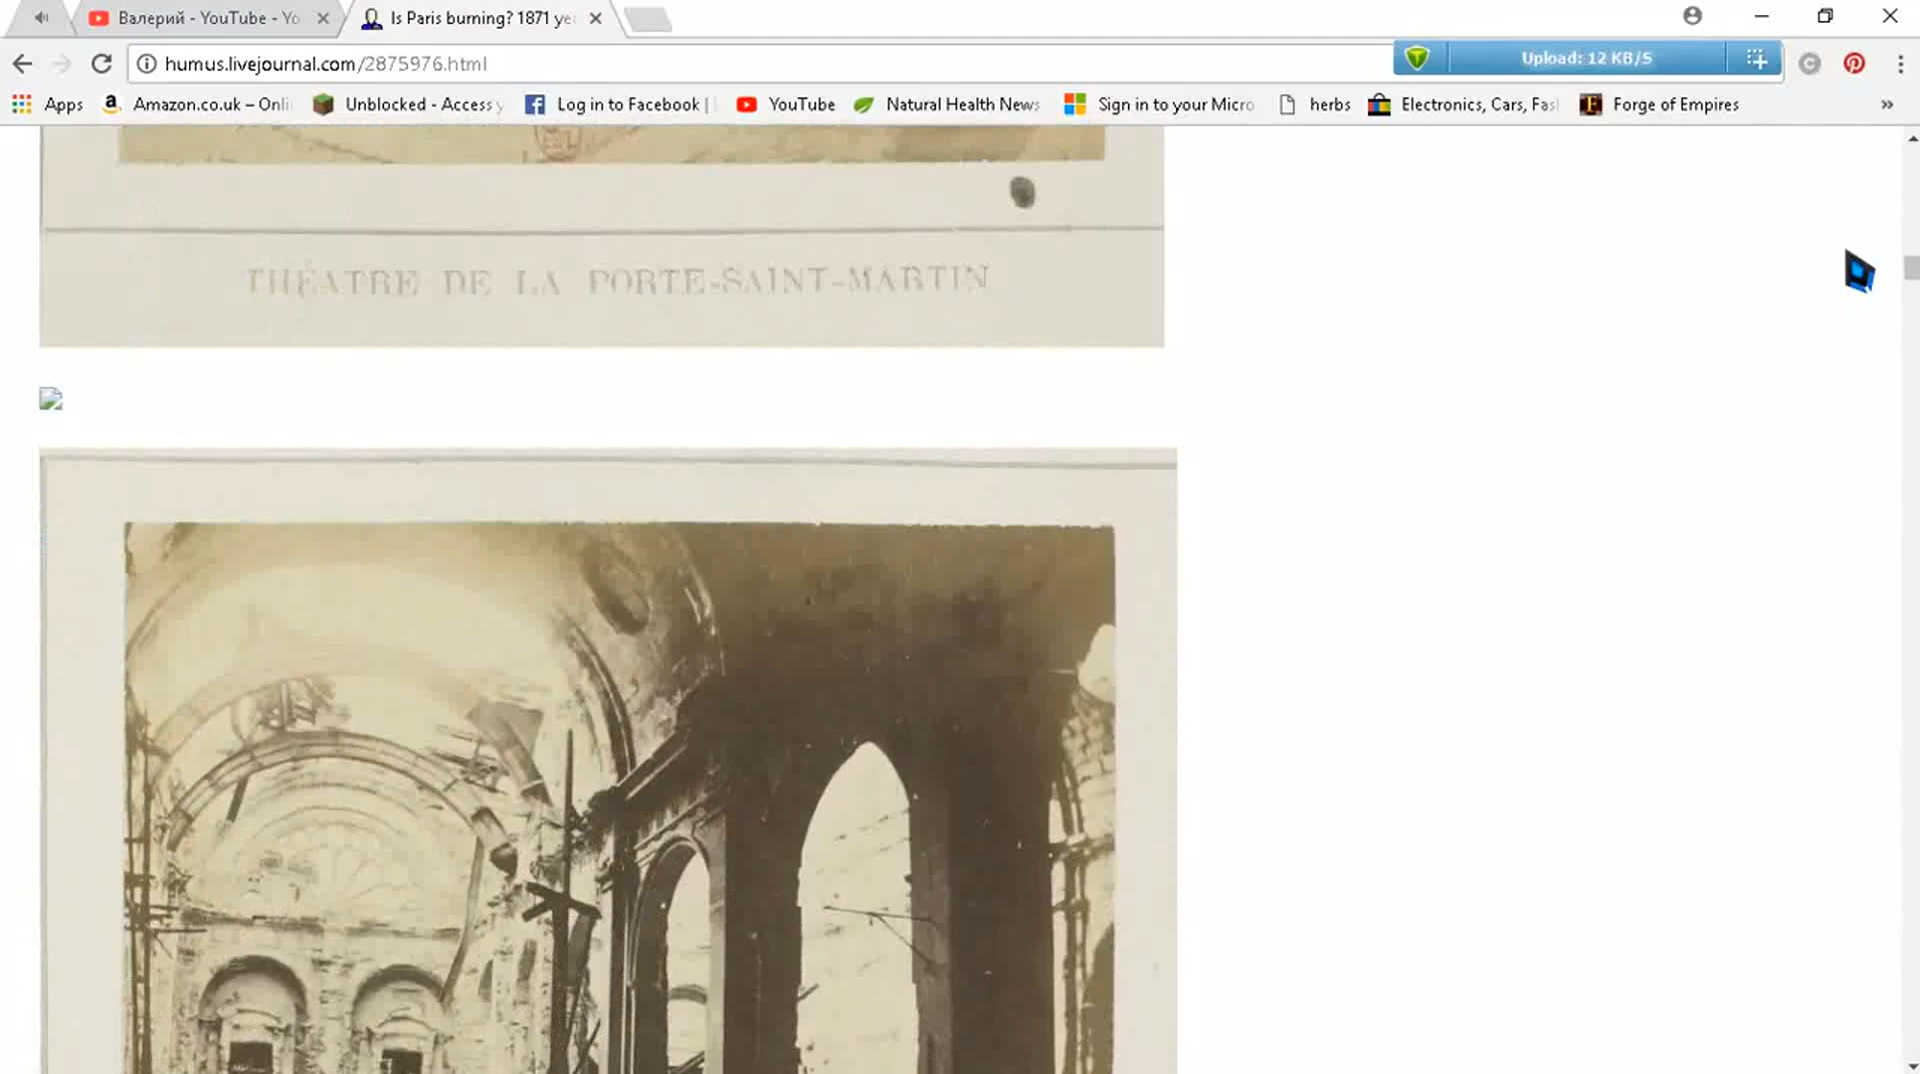 Валерий - YouTube - Yo
Is Paris burning? 1871 ye
humus.livejournal.com/2875976.html
Upload: 12 KB/S
Apps
Amazon.co.uk – Onli
Unblocked - Access y
Log in to Facebook |
YouTube
Natural Health News
Sign in to your Micro
herbs
Electronics, Cars, Fas
Forge of Empires
»
THÉATRE DE LA PORTE-SAINT-MARTIN